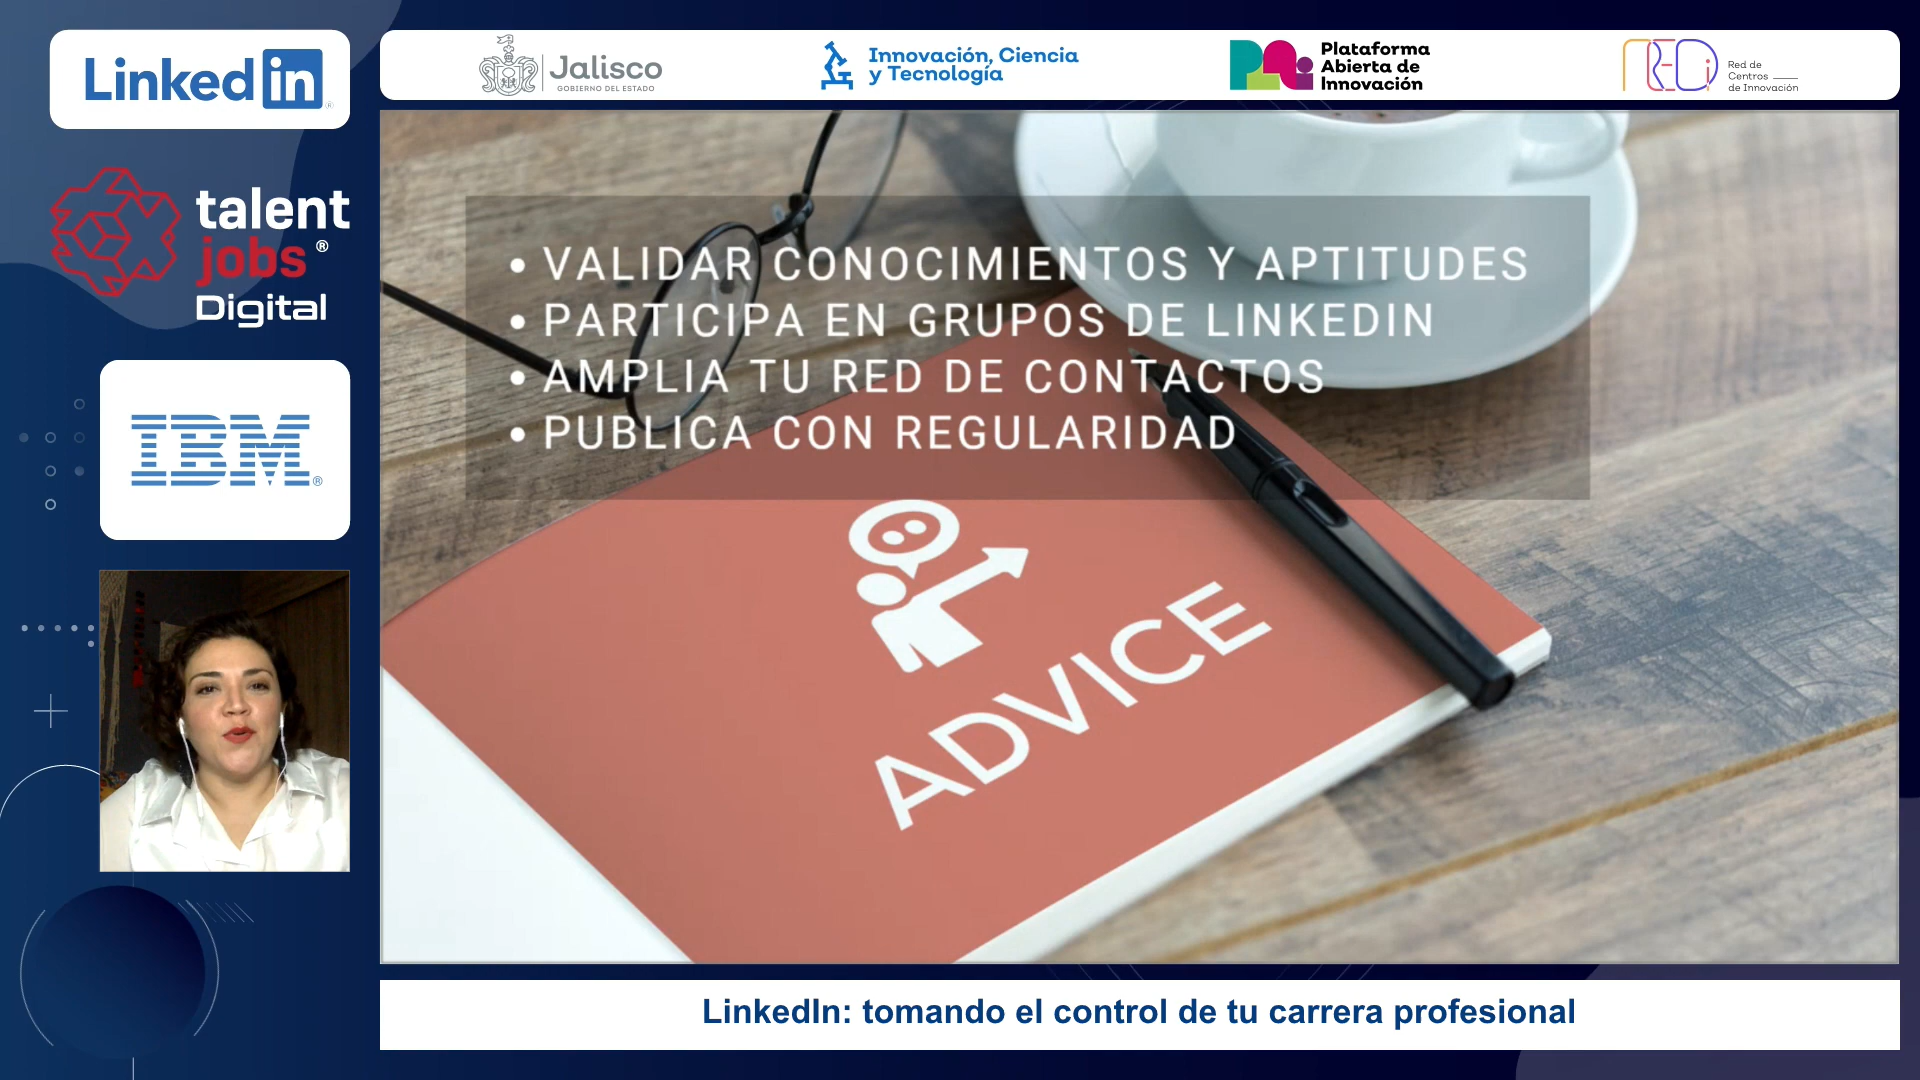 LinkedIn®
Jalisco
GOBIERNO DEL ESTADO
Innovación, Ciencia
y Tecnología
PLAi
Plataforma
Abierta de
Innovación
REDi
Red de
Centros
de Innovación
talent
jobs®
Digital
IBM®
• VALIDAR CONOCIMIENTOS Y APTITUDES
• PARTICIPA EN GRUPOS DE LINKEDIN
• AMPLIA TU RED DE CONTACTOS
• PUBLICA CON REGULARIDAD
ADVICE
LinkedIn: tomando el control de tu carrera profesional